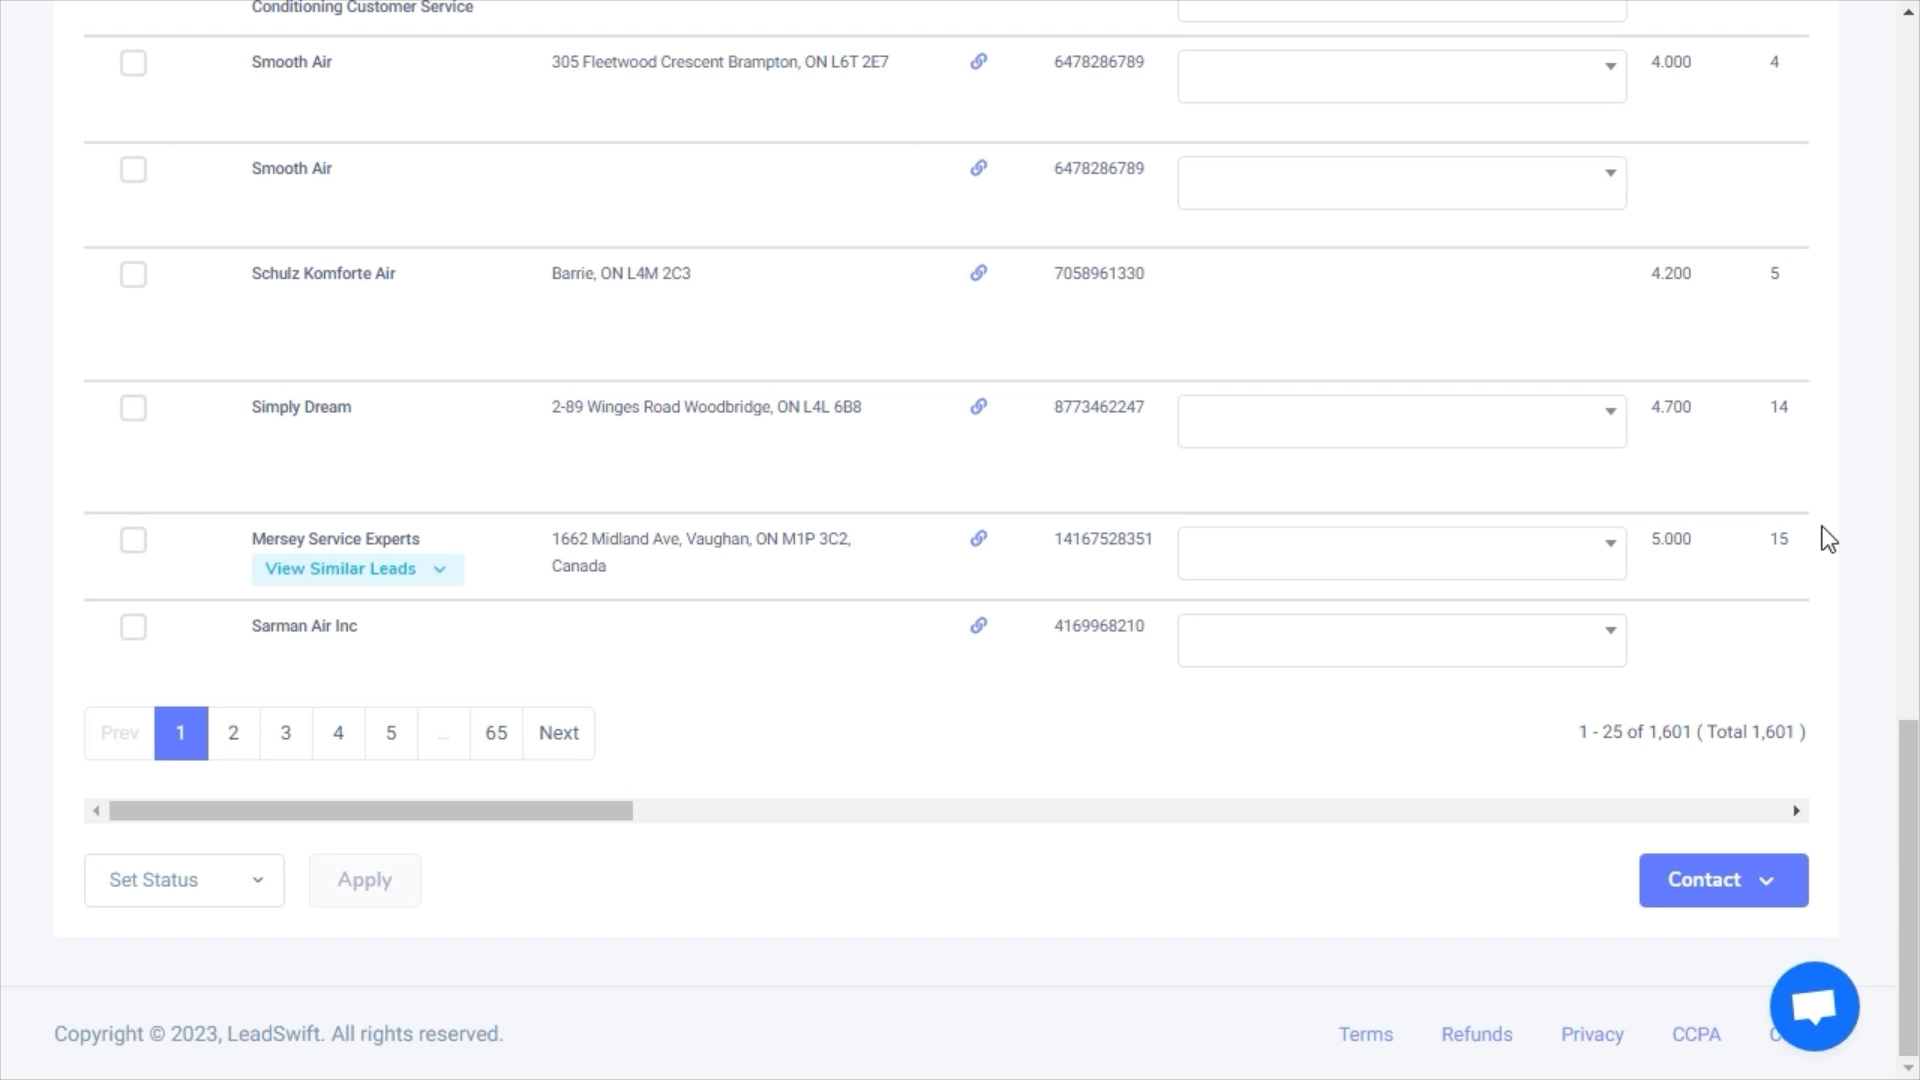 Conditioning Customer Service
Smooth Air 305 Fleetwood Crescent Brampton, ON L6T 2E7 6478286789 4.000 4
Smooth Air 6478286789
Schulz Komforte Air Barrie, ON L4M 2C3 7058961330 4.200 5
Simply Dream 2-89 Winges Road Woodbridge, ON L4L 6B8 8773462247 4.700 14
Mersey Service Experts 1662 Midland Ave, Vaughan, ON M1P 3C2, 14167528351 5.000 15
View Similar Leads Canada
Sarman Air Inc 4169968210
Prev 1 2 3 4 5 ... 65 Next 1 - 25 of 1,601 ( Total 1,601 )
Set Status Apply Contact
Copyright © 2023, LeadSwift. All rights reserved. Terms Refunds Privacy CCPA